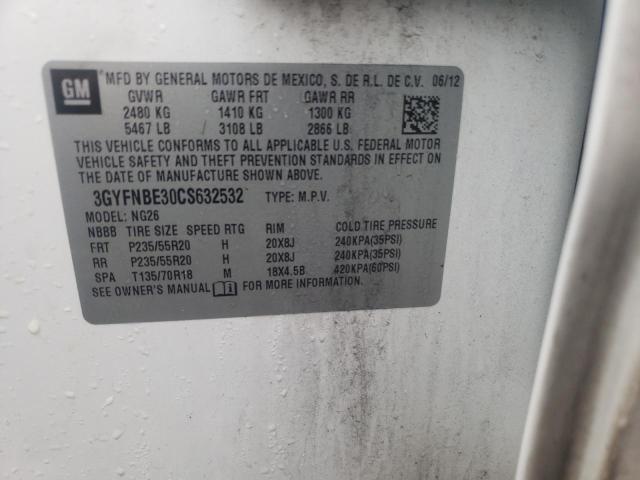 GM
MFD BY GENERAL MOTORS DE MEXICO, S. DE R.L. DE C.V. 06/12
GVWR GAWR FRT GAWR RR
2480 KG 1410 KG 1300 KG
5467 LB 3108 LB 2866 LB
THIS VEHICLE CONFORMS TO ALL APPLICABLE U.S. FEDERAL MOTOR
VEHICLE SAFETY AND THEFT PREVENTION STANDARDS IN EFFECT ON
THE DATE OF MANUFACTURE SHOWN ABOVE.
3GYFNBE30CS632532 TYPE: M.P.V.
MODEL: NG26
NBBB TIRE SIZE SPEED RTG RIM COLD TIRE PRESSURE
FRT P235/55R20 H 20X8J 240KPA(35PSI)
RR P235/55R20 H 20X8J 240KPA(35PSI)
SPA T135/70R18 M 18X4.5B 420KPA(60PSI)
SEE OWNER'S MANUAL FOR MORE INFORMATION.